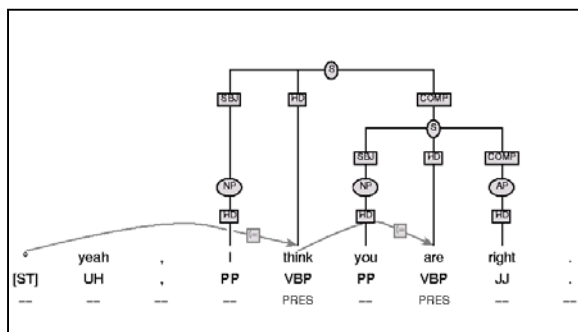 S
SBJ HD COMP
S
SBJ HD COMP
NP NP AP
HD HD HD
° yeah , I think you are right .
[ST] UH , PP VBP PP VBP JJ .
-- -- -- -- PRES -- PRES -- --